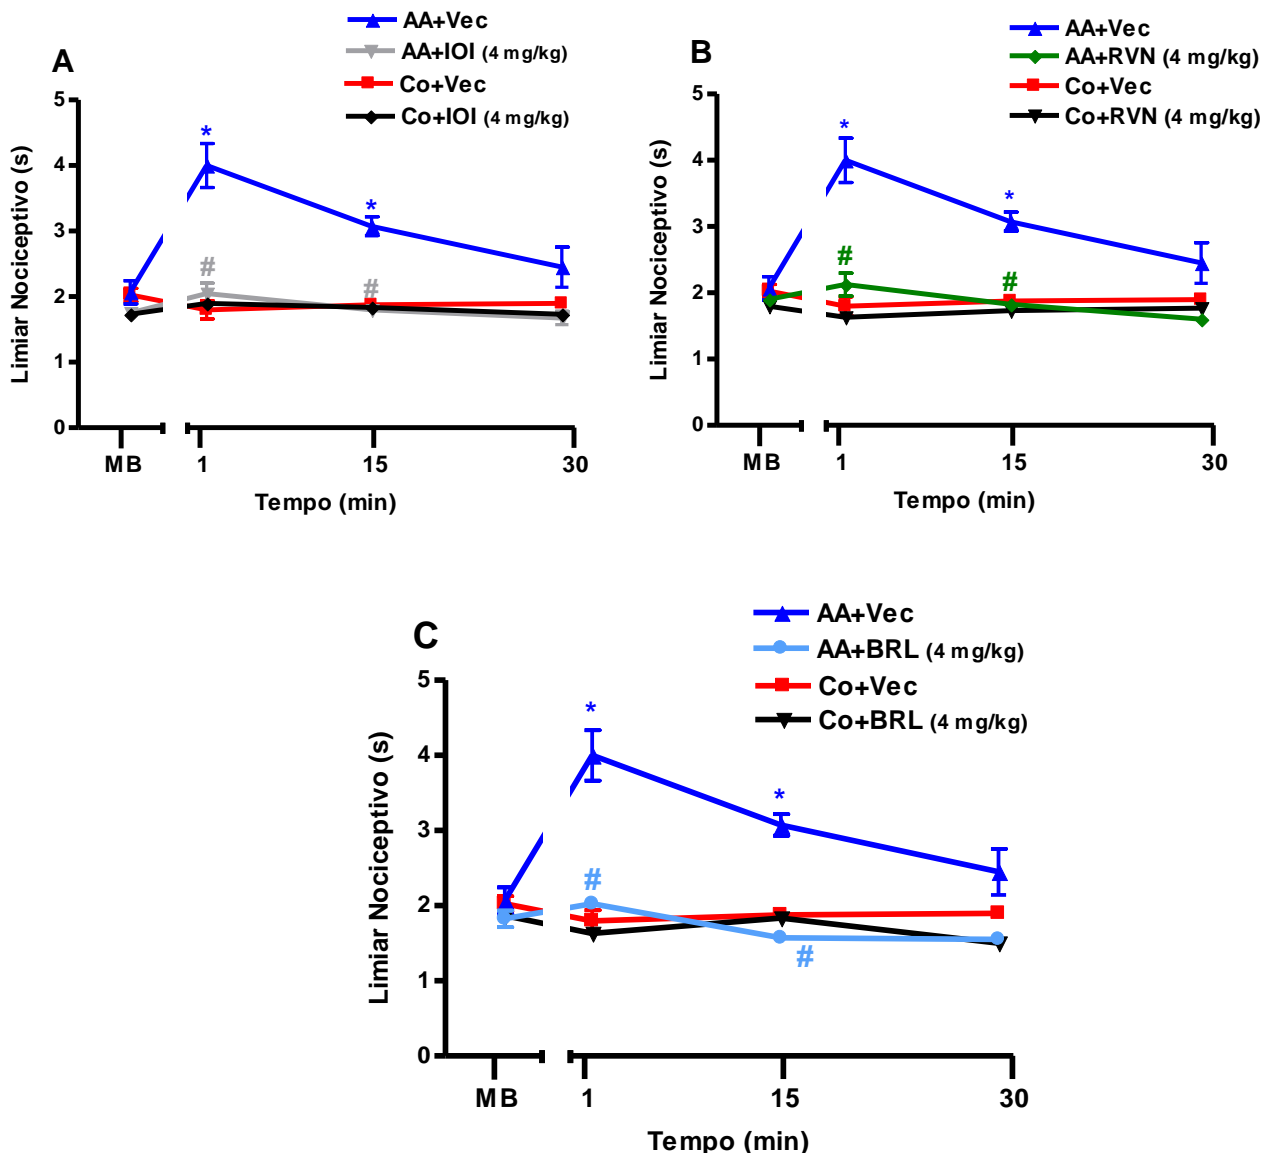 A
AA+Vec
AA+IOI (4 mg/kg)
Co+Vec
Co+IOI (4 mg/kg)
Limiar Nociceptivo (s)
5
4
3
2
1
0
*
*
#
#
MB
1
15
30
Tempo (min)
B
AA+Vec
AA+RVN (4 mg/kg)
Co+Vec
Co+RVN (4 mg/kg)
Limiar Nociceptivo (s)
5
4
3
2
1
0
*
*
#
#
MB
1
15
30
Tempo (min)
C
AA+Vec
AA+BRL (4 mg/kg)
Co+Vec
Co+BRL (4 mg/kg)
Limiar Nociceptivo (s)
5
4
3
2
1
0
*
*
#
#
MB
1
15
30
Tempo (min)